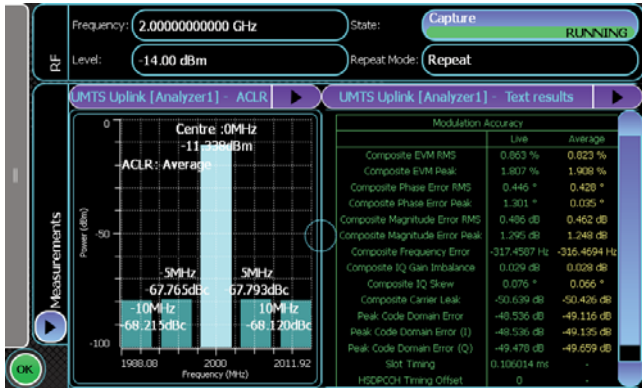 Frequency: 2.00000000000 GHz State: Capture RUNNING
RF
Level: -14.00 dBm Repeat Mode: Repeat
UMTS Uplink [Analyzer1] - ACLR
UMTS Uplink [Analyzer1] - Text results
Measurements
Centre :0MHz
-11.338dBm
ACLR: Average
-5MHz 5MHz
-67.765dBc -67.793dBc
-10MHz 10MHz
-68.215dBc -68.120dBc
Power (dBm)
0
-50
-100
1988.08 2000 2011.92
Frequency (MHz)
Modulation Accuracy
Live Average
Composite EVM RMS 0.863 % 0.823 %
Composite EVM Peak 1.807 % 1.908 %
Composite Phase Error RMS 0.446 ° 0.428 °
Composite Phase Error Peak 1.301 ° 0.035 °
Composite Magnitude Error RMS 0.486 dB 0.462 dB
Composite Magnitude Error Peak 1.295 dB 1.248 dB
Composite Frequency Error -317.4587 Hz -316.4694 Hz
Composite IQ Gain Imbalance 0.029 dB 0.028 dB
Composite IQ Skew 0.076 ° 0.066 °
Composite Carrier Leak -50.639 dB -50.426 dB
Peak Code Domain Error -48.536 dB -49.116 dB
Peak Code Domain Error (I) -48.536 dB -49.135 dB
Peak Code Domain Error (Q) -49.478 dB -49.659 dB
Slot Timing 0.106014 ms -
HSDPCCH Timing Offset 0 -
OK